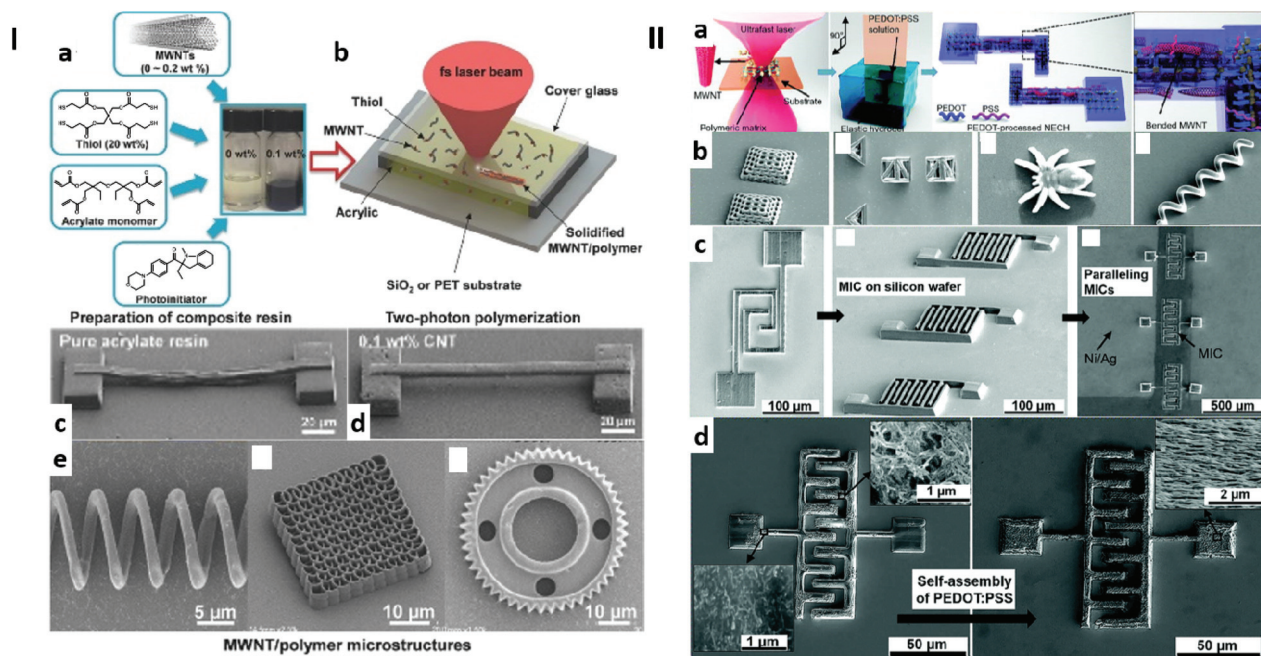 I
a
MWNTs
(0 ~ 0.2 wt %)
HS
SH
HS
SH
Thiol (20 wt%)
Acrylate monomer
Photoinitiator
0 wt%
0.1 wt%
Preparation of composite resin
b
fs laser beam
Cover glass
Thiol
MWNT
Acrylic
Solidified
MWNT/polymer
SiO2 or PET substrate
Two-photon polymerization
Pure acrylate resin
20 μm
c
0.1 wt% CNT
20 μm
d
e
5 μm
10 μm
10 μm
MWNT/polymer microstructures
II
a
Ultrafast laser
MWNT
Polymeric matrix
Substrate
90°
PEDOT:PSS
solution
Elastic hydrogel
PEDOT
PSS
PEDOT-processed NECH
Bended MWNT
b
c
100 μm
MIC on silicon wafer
100 μm
Paralleling
MICs
Ni/Ag
MIC
500 μm
d
1 μm
1 μm
50 μm
Self-assembly
of PEDOT:PSS
2 μm
50 μm